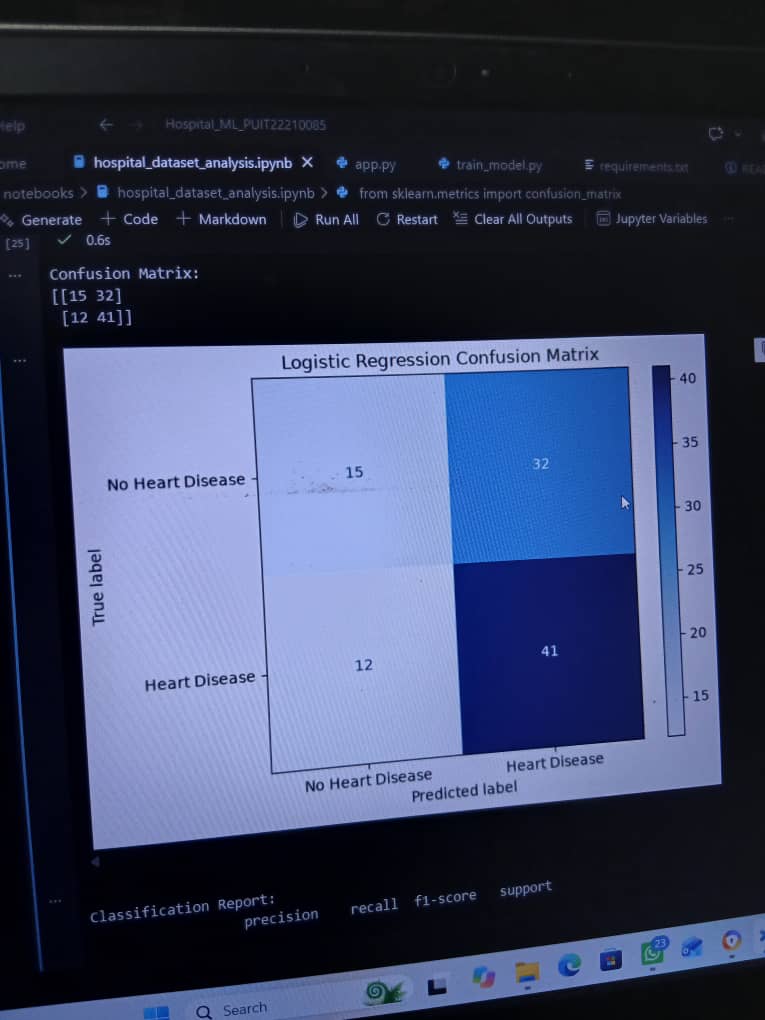 Help
Hospital_ML_PUIT22210085
ome
hospital_dataset_analysis.ipynb
app.py
train_model.py
requirements.txt
REA
notebooks > hospital_dataset_analysis.ipynb > from sklearn.metrics import confusion_matrix
Generate + Code + Markdown | Run All Restart Clear All Outputs | Jupyter Variables ...
[25] 0.6s
... Confusion Matrix:
[[15 32]
[12 41]]
...
Logistic Regression Confusion Matrix
No Heart Disease
15
32
Heart Disease
12
41
True label
No Heart Disease
Heart Disease
Predicted label
40
35
30
25
20
15
...
Classification Report:
precision recall f1-score support
Search
23